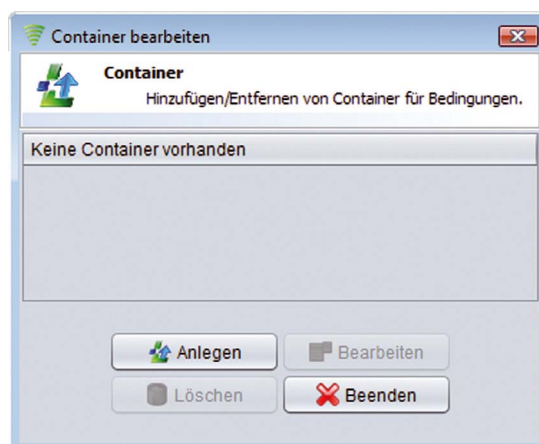 Container bearbeiten
Container
Hinzufügen/Entfernen von Container für Bedingungen.
Keine Container vorhanden
Anlegen
Bearbeiten
Löschen
Beenden